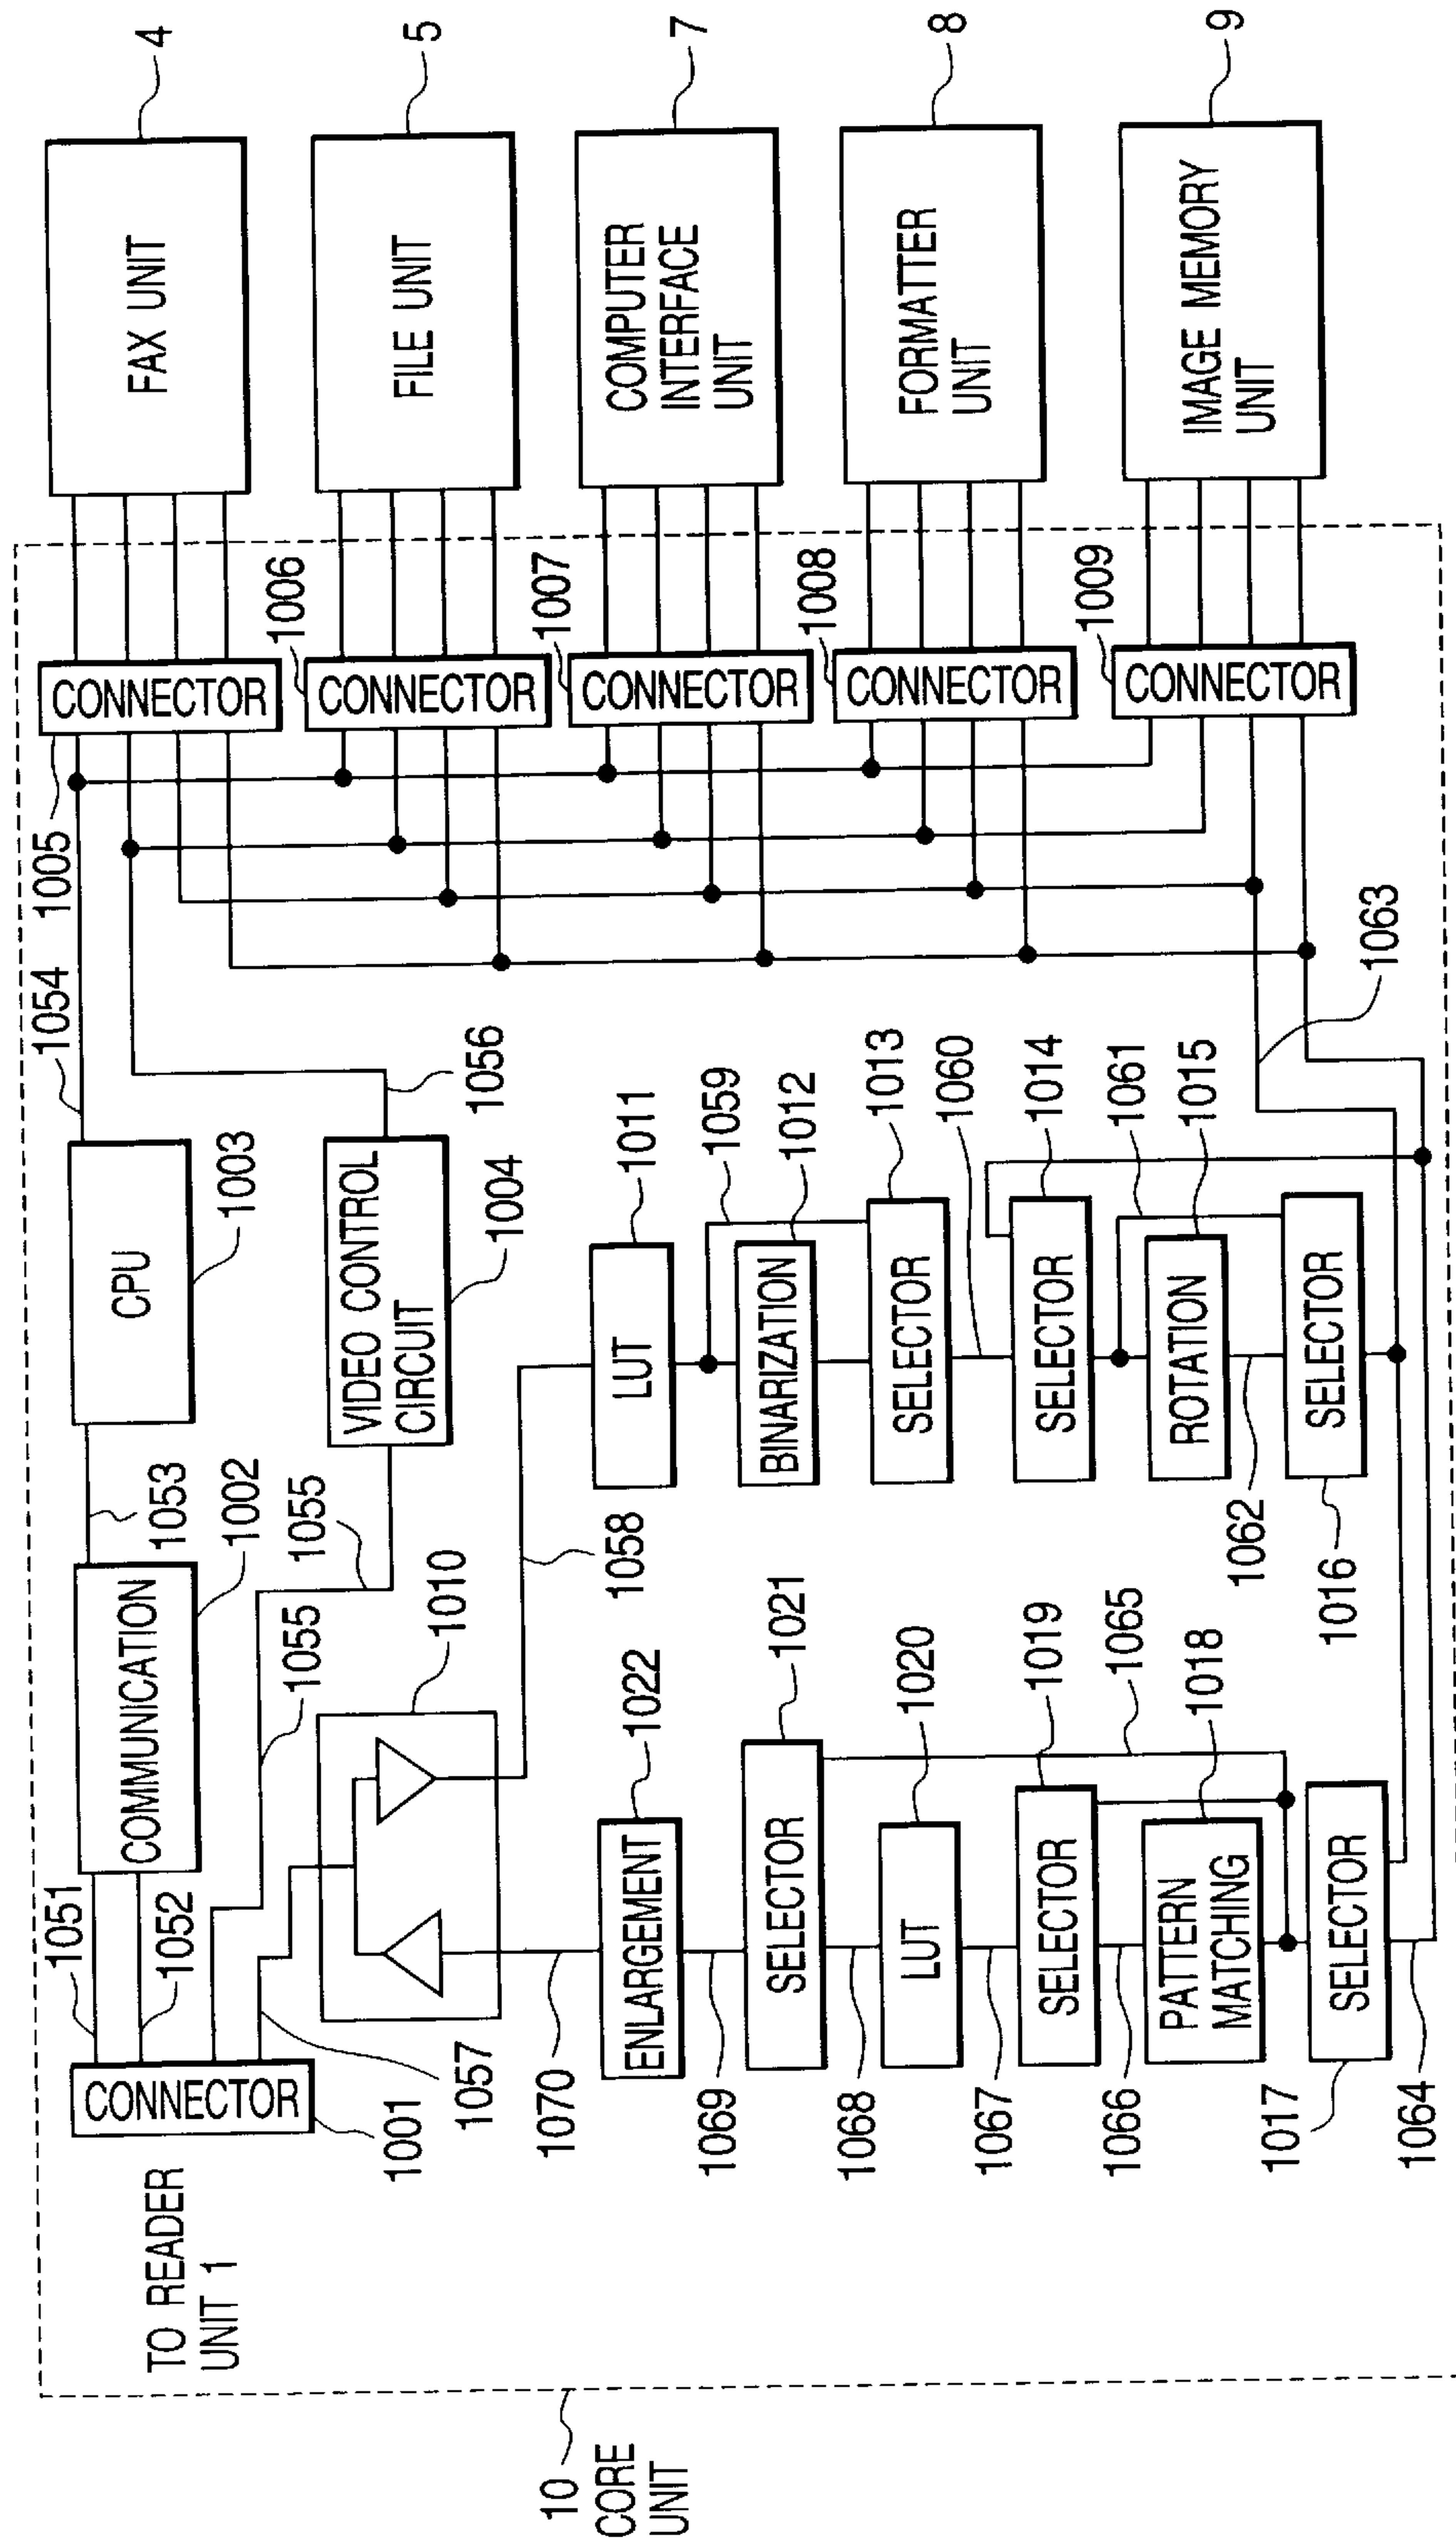 10
CORE
UNIT
TO READER
UNIT 1
CONNECTOR
1001
1051
1052
COMMUNICATION
1002
1053
CPU
1003
1054
1005
CONNECTOR
FAX UNIT
4
1055
1055
VIDEO CONTROL
CIRCUIT
1004
1056
1006
CONNECTOR
FILE UNIT
5
1057
1010
1058
1007
CONNECTOR
COMPUTER
INTERFACE
UNIT
7
1008
CONNECTOR
FORMATTER
UNIT
8
1009
CONNECTOR
IMAGE MEMORY
UNIT
9
1070
ENLARGEMENT
1022
1069
SELECTOR
1021
1068
LUT
1020
1067
SELECTOR
1019
1066
PATTERN
MATCHING
1018
1065
1017
SELECTOR
1064
LUT
1011
1059
BINARIZATION
1012
SELECTOR
1013
1060
SELECTOR
1014
1061
ROTATION
1015
1062
SELECTOR
1016
1063